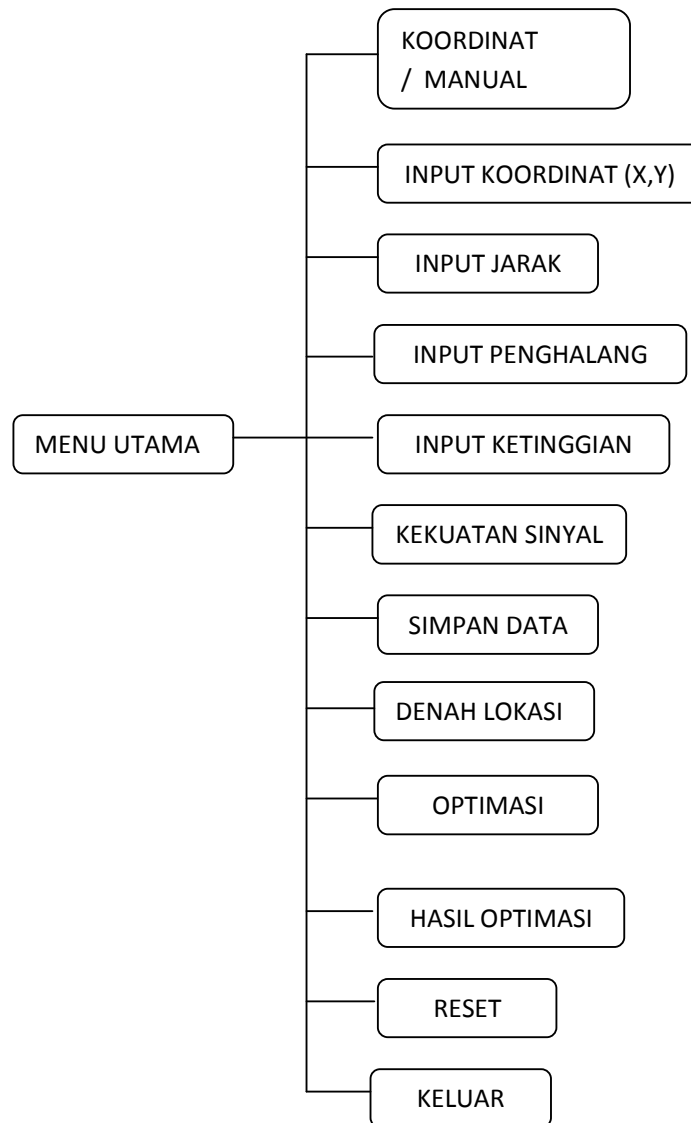 KOORDINAT
/ MANUAL
INPUT KOORDINAT (X,Y)
INPUT JARAK
INPUT PENGHALANG
MENU UTAMA
INPUT KETINGGIAN
KEKUATAN SINYAL
SIMPAN DATA
DENAH LOKASI
OPTIMASI
HASIL OPTIMASI
RESET
KELUAR